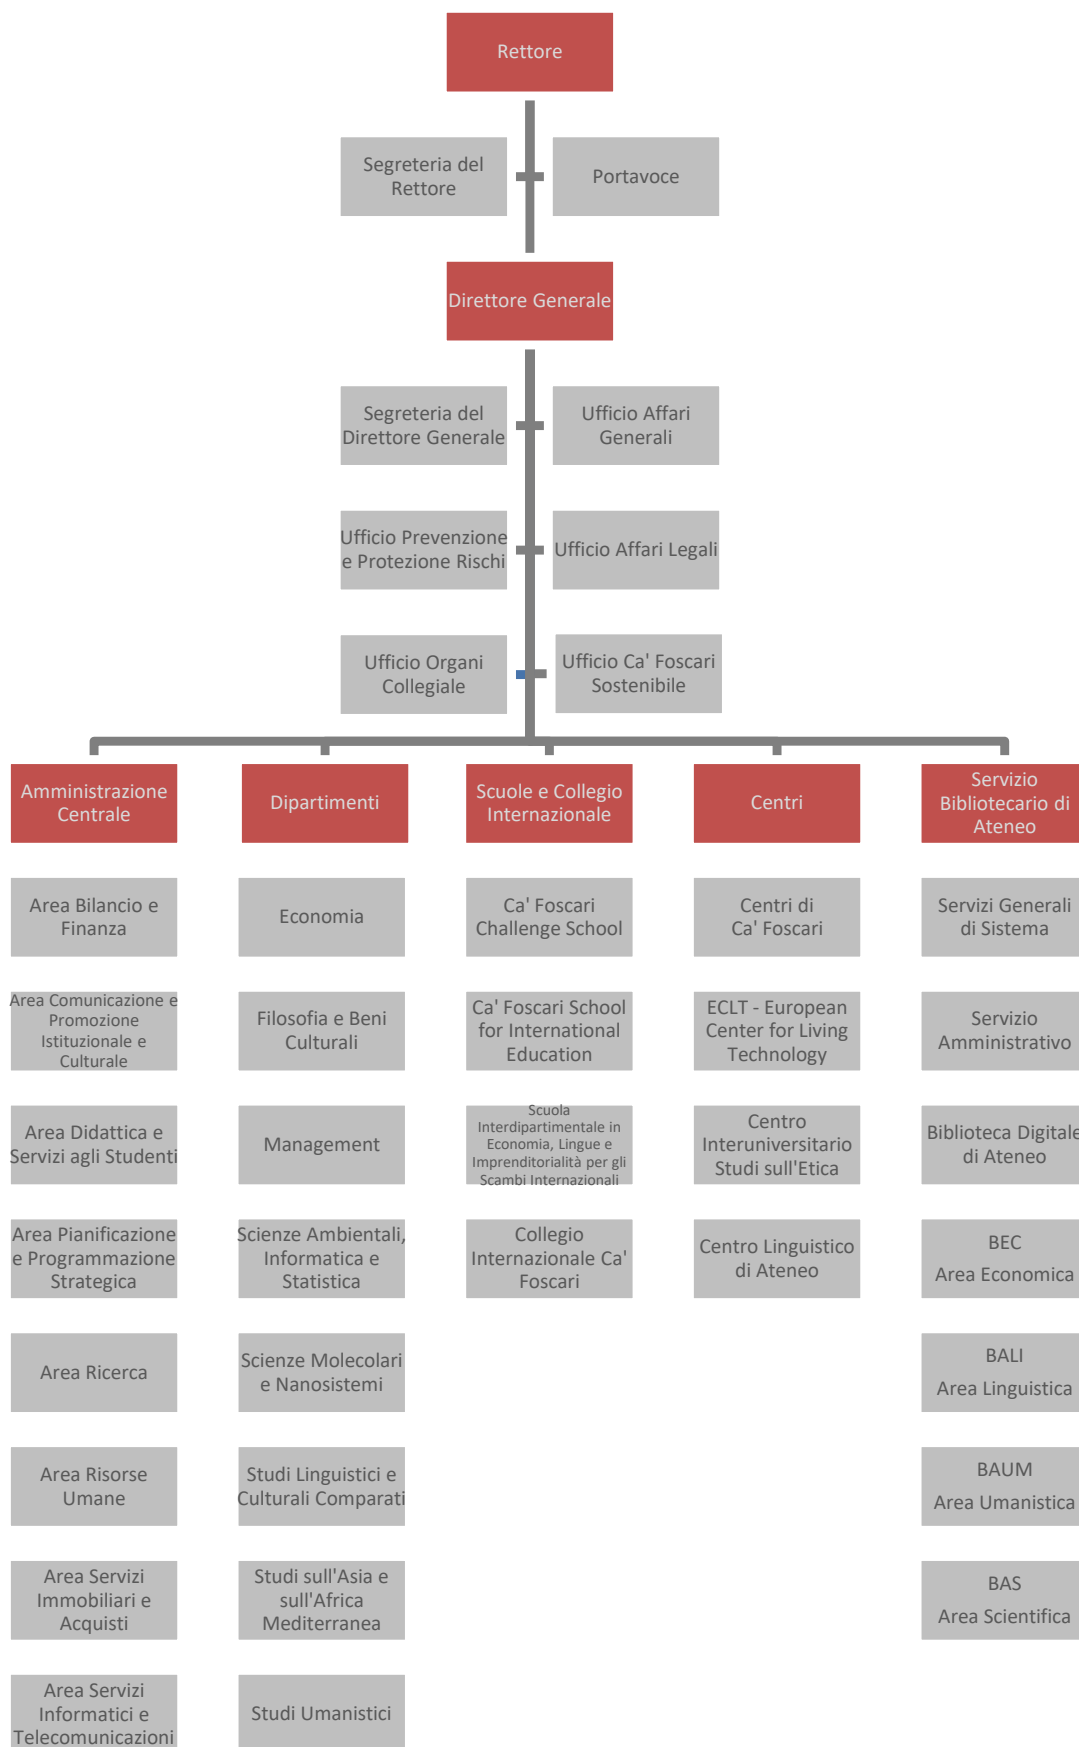 Rettore
Segreteria del
Rettore
Portavoce
Direttore Generale
Segreteria del
Direttore Generale
Ufficio Affari
Generali
Ufficio Prevenzione
e Protezione Rischi
Ufficio Affari Legali
Ufficio Organi
Collegiale
Ufficio Ca' Foscari
Sostenibile
Amministrazione
Centrale
Dipartimenti
Scuole e Collegio
Internazionale
Centri
Servizio
Bibliotecario di
Ateneo
Area Bilancio e
Finanza
Economia
Ca' Foscari
Challenge School
Centri di
Ca' Foscari
Servizi Generali
di Sistema
Area Comunicazione e
Promozione
Istituzionale e
Culturale
Filosofia e Beni
Culturali
Ca' Foscari School
for International
Education
ECLT - European
Center for Living
Technology
Servizio
Amministrativo
Area Didattica e
Servizi agli Studenti
Management
Scuola
Interdipartimentale in
Economia, Lingue e
Imprenditorialità per gli
Scambi Internazionali
Centro
Interuniversitario
Studi sull'Etica
Biblioteca Digitale
di Ateneo
Area Pianificazione
e Programmazione
Strategica
Scienze Ambientali,
Informatica e
Statistica
Collegio
Internazionale Ca'
Foscari
Centro Linguistico
di Ateneo
BEC
Area Economica
Area Ricerca
Scienze Molecolari
e Nanosistemi
BALI
Area Linguistica
Area Risorse
Umane
Studi Linguistici e
Culturali Comparati
BAUM
Area Umanistica
Area Servizi
Immobiliari e
Acquisti
Studi sull'Asia e
sull'Africa
Mediterranea
BAS
Area Scientifica
Area Servizi
Informatici e
Telecomunicazioni
Studi Umanistici